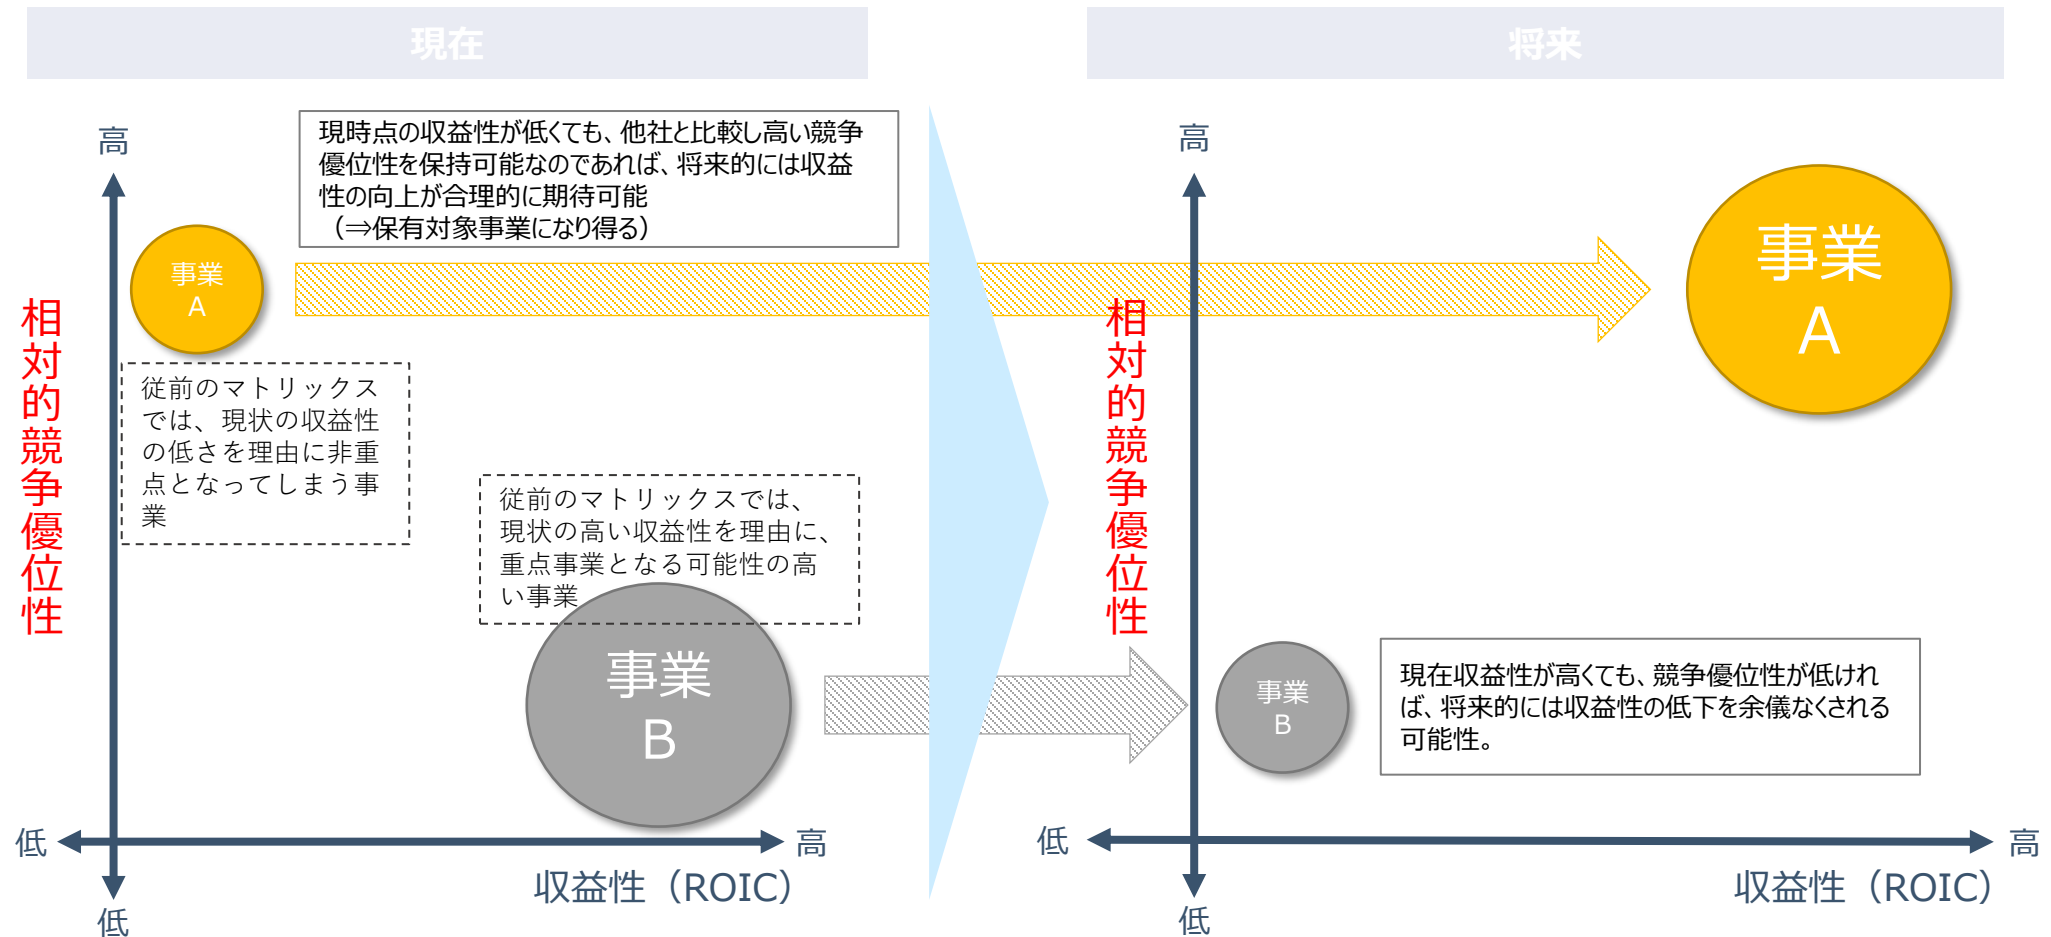 現在
高
現時点の収益性が低くても、他社と比較し高い競争
優位性を保持可能なのであれば、将来的には収益
性の向上が合理的に期待可能
(⇒保有対象事業になり得る)
事業
A
相対的競争優位性
従前のマトリックス
では、現状の収益性
の低さを理由に非重
点となってしまう事
業
従前のマトリックスでは、
現状の高い収益性を理由に、
重点事業となる可能性の高
い事業
事業
B
低
高
収益性(ROIC)
低
将来
高
事業
A
相対的競争優位性
事業
B
現在収益性が高くても、競争優位性が低けれ
ば、将来的には収益性の低下を余儀なくされる
可能性。
低
高
収益性(ROIC)
低